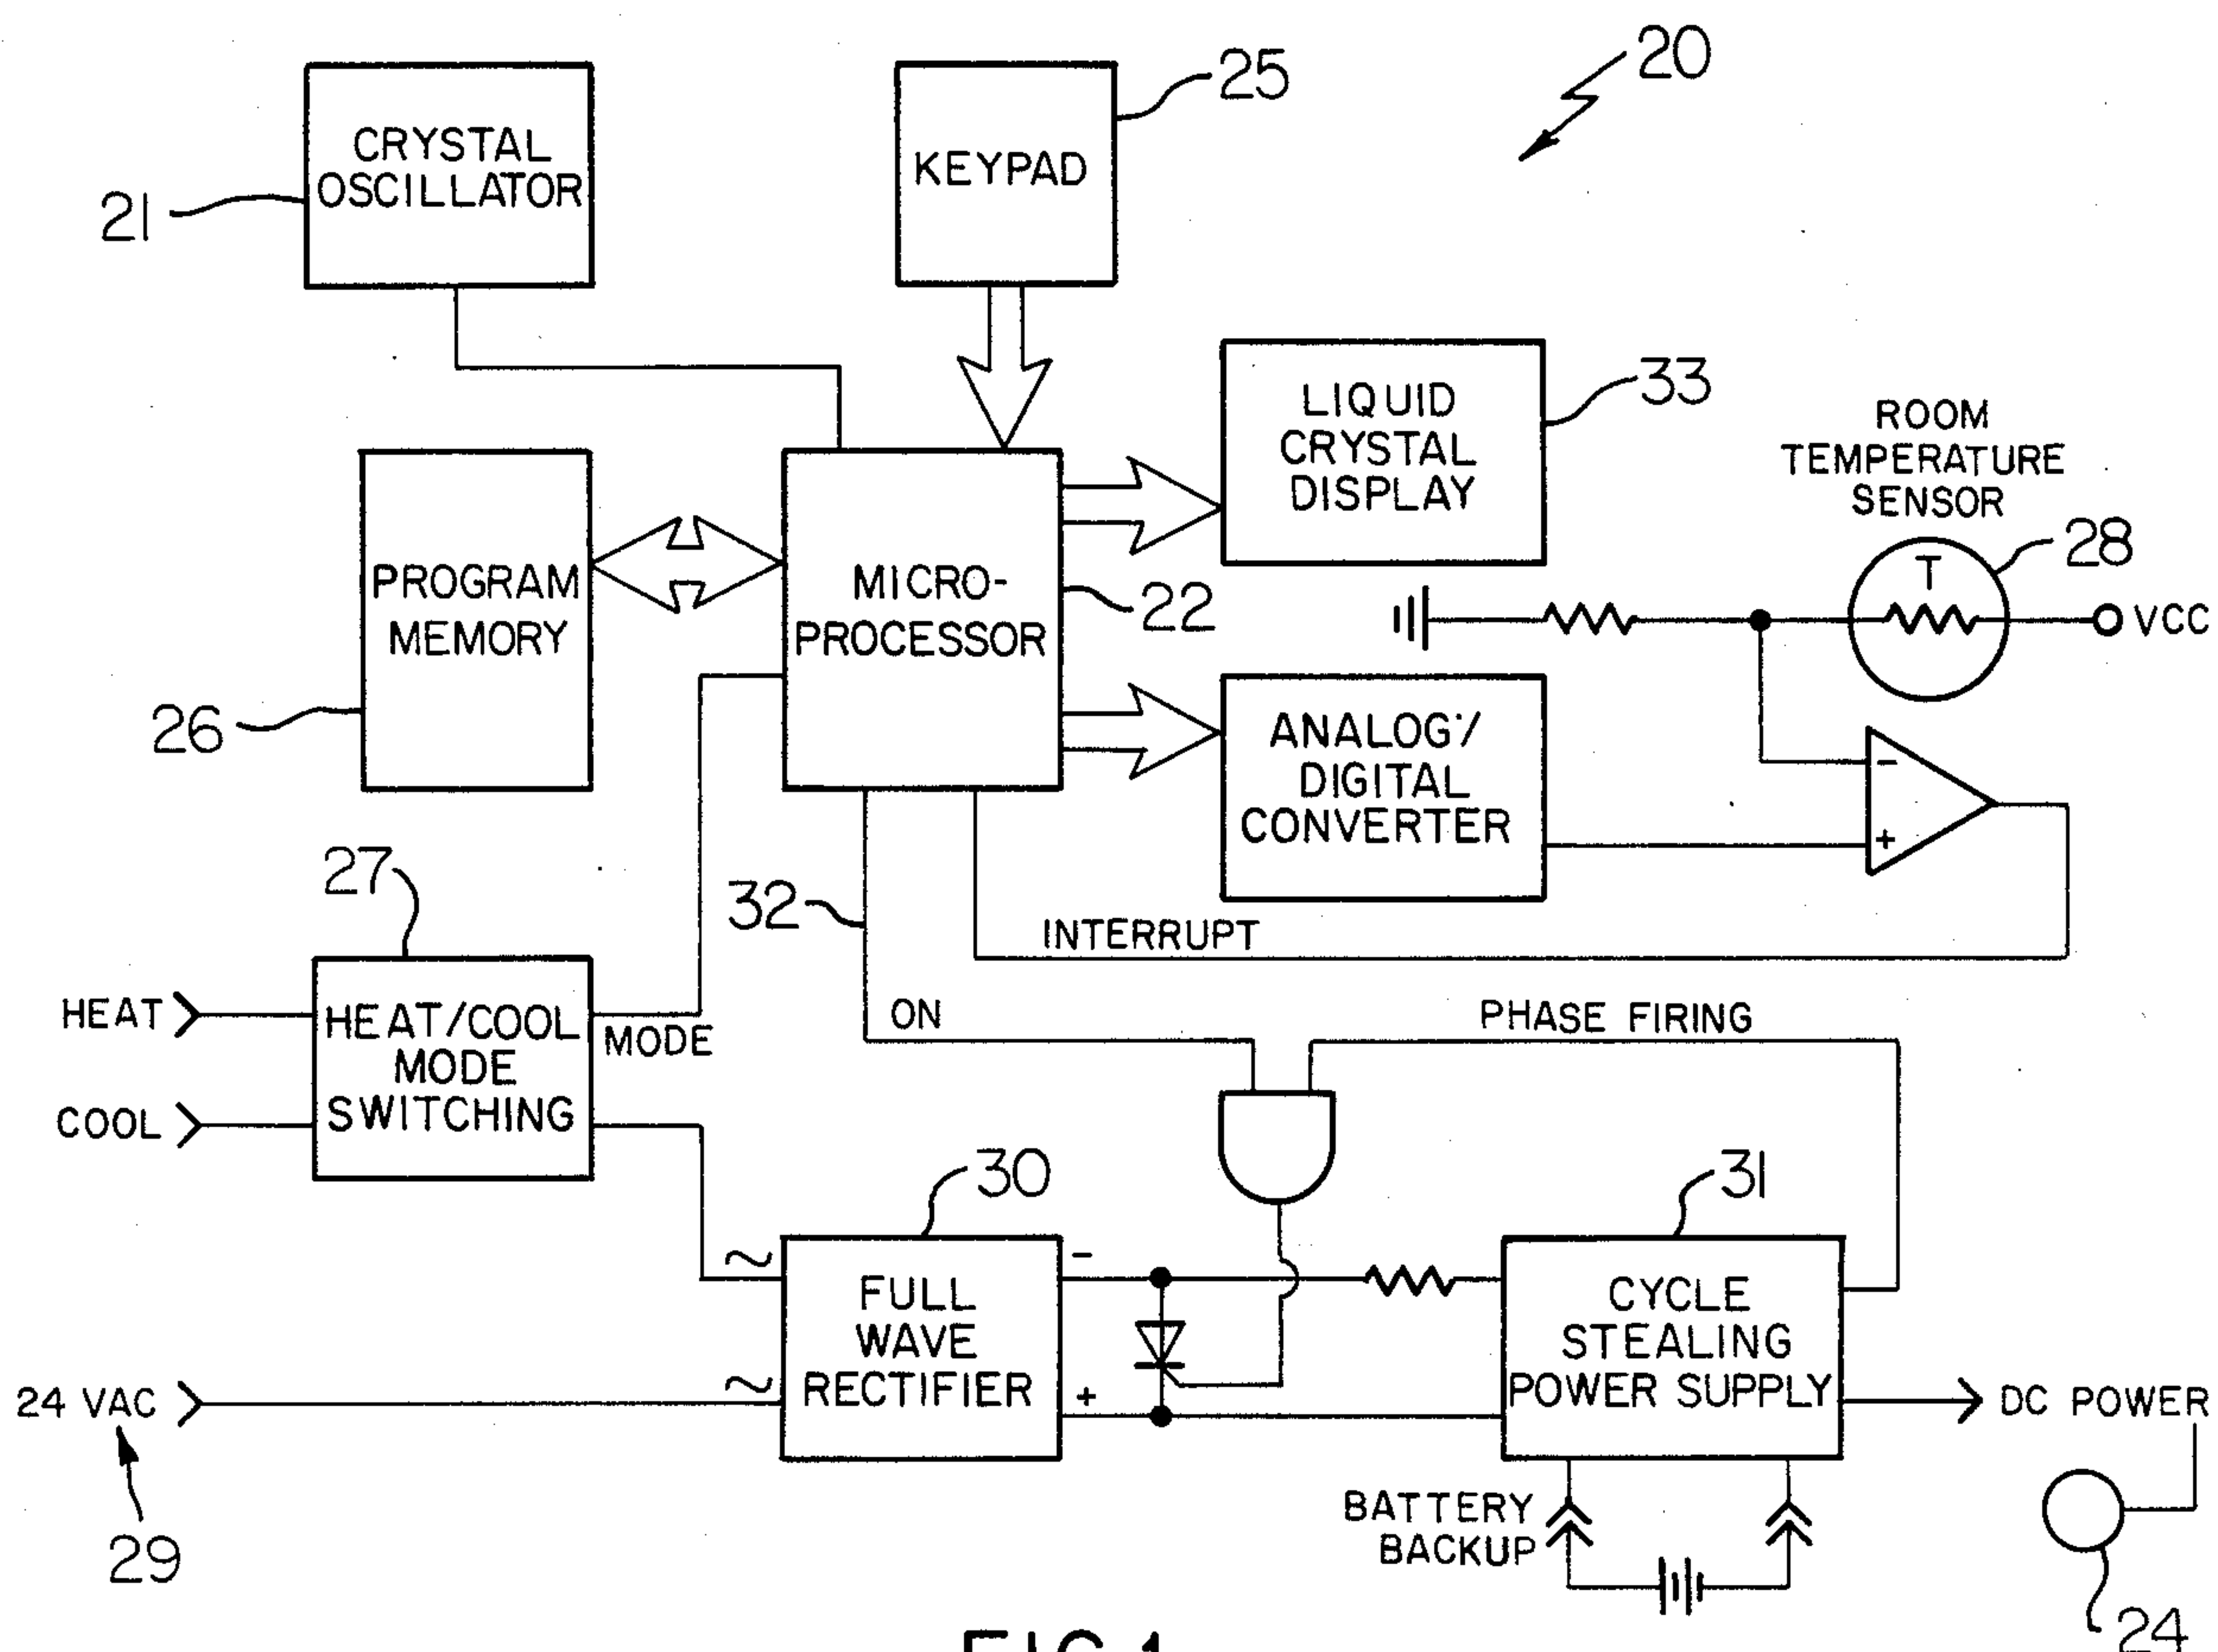 20
CRYSTAL
OSCILLATOR
21
KEYPAD
25
LIQUID
CRYSTAL
DISPLAY
33
ROOM
TEMPERATURE
SENSOR
T
28
VCC
PROGRAM
MEMORY
26
MICRO-
PROCESSOR
22
ANALOG/
DIGITAL
CONVERTER
-
+
27
32
INTERRUPT
HEAT
COOL
HEAT/COOL
MODE
SWITCHING
MODE
ON
PHASE FIRING
30
31
~
~
FULL
WAVE
RECTIFIER
-
+
CYCLE
STEALING
POWER SUPPLY
24 VAC
29
DC POWER
BATTERY
BACKUP
24
FIG.1